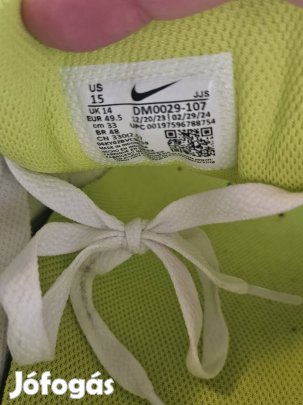 US
15
JJS
UK 14
DM0029-107
EUR 49.5
12/20/23 02/29/24
cm 33
UPC 00197596788754
BR 48
Jófogás